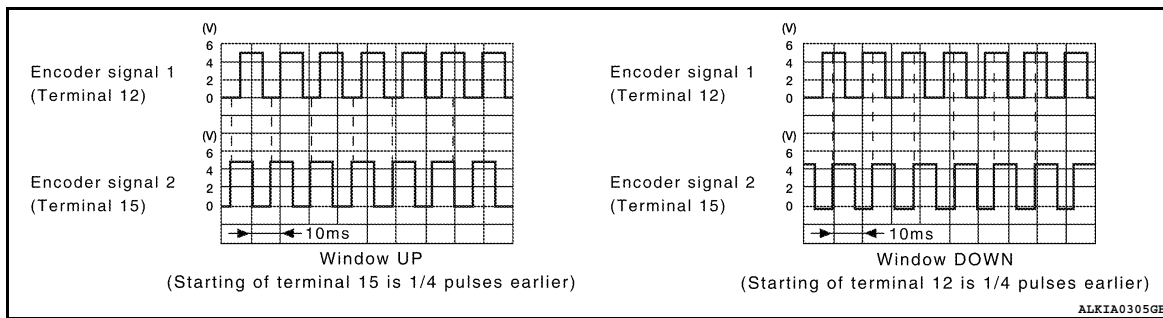 (V)
6
4
2
0
Encoder signal 1
(Terminal 12)
(V)
6
4
2
0
Encoder signal 2
(Terminal 15)
10ms
Window UP
(Starting of terminal 15 is 1/4 pulses earlier)
(V)
6
4
2
0
Encoder signal 1
(Terminal 12)
(V)
6
4
2
0
Encoder signal 2
(Terminal 15)
10ms
Window DOWN
(Starting of terminal 12 is 1/4 pulses earlier)
ALKIA0305GB